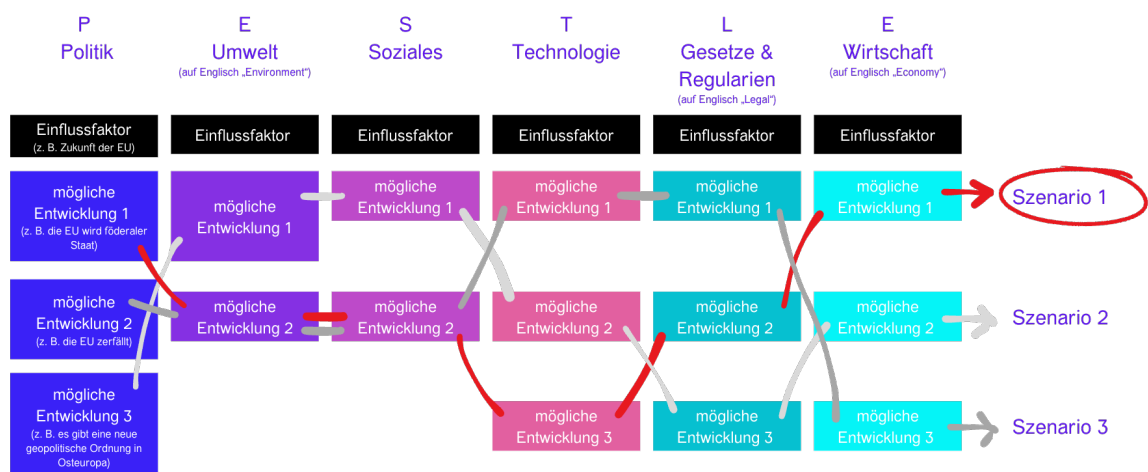 P
Politik
E
Umwelt
(auf Englisch „Environment“)
S
Soziales
T
Technologie
L
Gesetze &
Regularien
(auf Englisch „Legal“)
E
Wirtschaft
(auf Englisch „Economy“)
Einflussfaktor
(z. B. Zukunft der EU)
Einflussfaktor
Einflussfaktor
Einflussfaktor
Einflussfaktor
Einflussfaktor
mögliche
Entwicklung 1
(z. B. die EU wird föderaler
Staat)
mögliche
Entwicklung 1
mögliche
Entwicklung 1
mögliche
Entwicklung 1
mögliche
Entwicklung 1
mögliche
Entwicklung 1
Szenario 1
mögliche
Entwicklung 2
(z. B. die EU zerfällt)
mögliche
Entwicklung 2
mögliche
Entwicklung 2
mögliche
Entwicklung 2
mögliche
Entwicklung 2
mögliche
Entwicklung 2
Szenario 2
mögliche
Entwicklung 3
(z. B. es gibt eine neue
geopolitische Ordnung in
Osteuropa)
mögliche
Entwicklung 3
mögliche
Entwicklung 3
mögliche
Entwicklung 3
Szenario 3